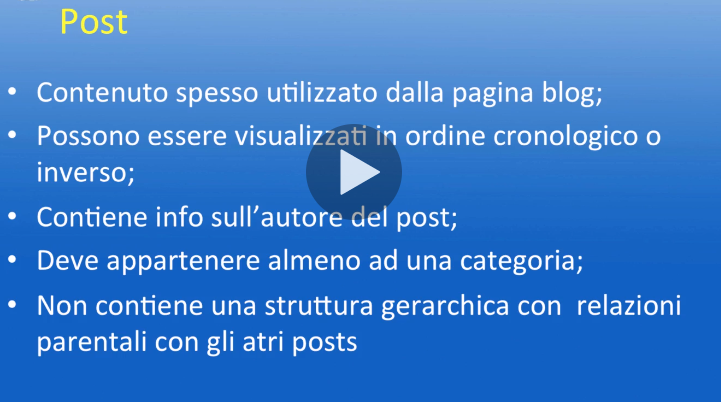 Post
• Contenuto spesso utilizzato dalla pagina blog;
• Possono essere visualizzati in ordine cronologico o
inverso;
• Contiene info sull’autore del post;
• Deve appartenere almeno ad una categoria;
• Non contiene una struttura gerarchica con relazioni
parentali con gli atri posts